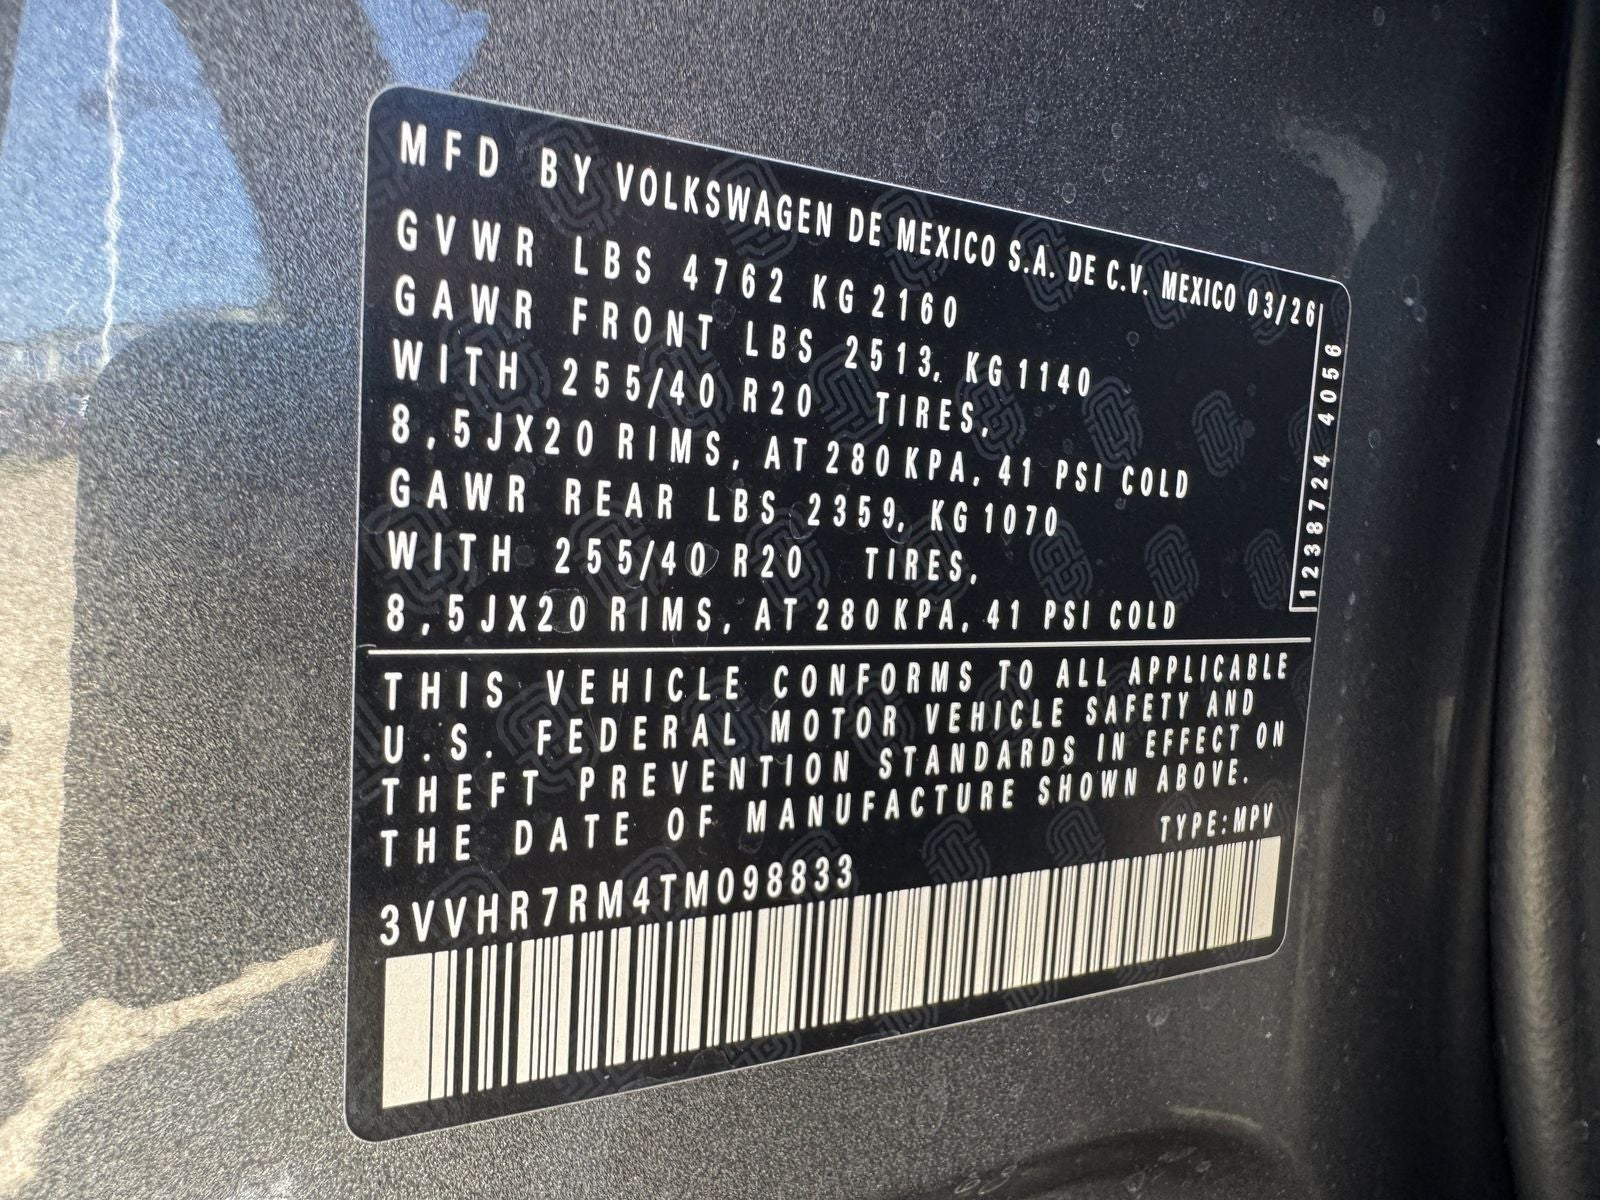 MFD BY VOLKSWAGEN DE MEXICO S.A. DE C.V. MEXICO 03/26
GVWR LBS 4762 KG 2160
GAWR FRONT LBS 2513, KG 1140
WITH 255/40 R20 TIRES,
8,5JX20 RIMS, AT 280 KPA, 41 PSI COLD
GAWR REAR LBS 2359, KG 1070
WITH 255/40 R20 TIRES,
8,5JX20 RIMS, AT 280 KPA, 41 PSI COLD
1238724 4056
THIS VEHICLE CONFORMS TO ALL APPLICABLE
U.S. FEDERAL MOTOR VEHICLE SAFETY AND
THEFT PREVENTION STANDARDS IN EFFECT ON
THE DATE OF MANUFACTURE SHOWN ABOVE.
TYPE:MPV
3VVHR7RM4TM098833